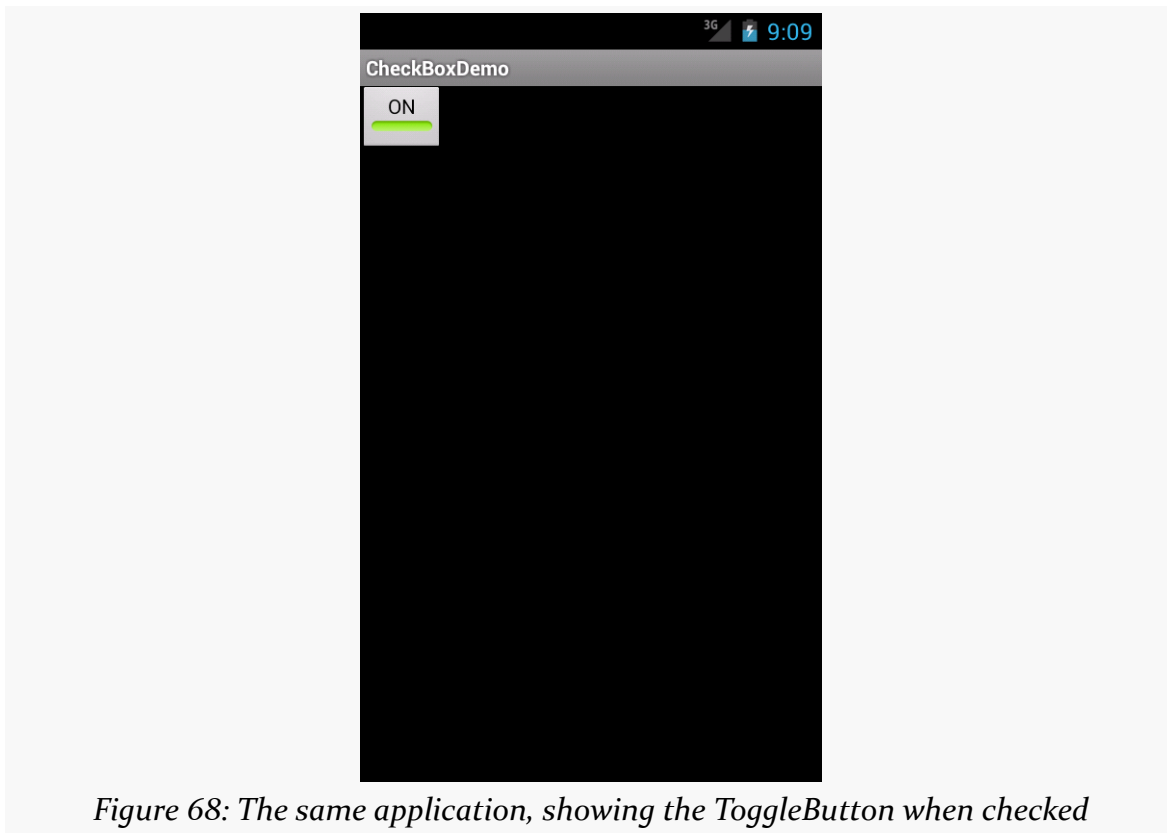 3G 9:09
CheckBoxDemo
ON
Figure 68: The same application, showing the ToggleButton when checked